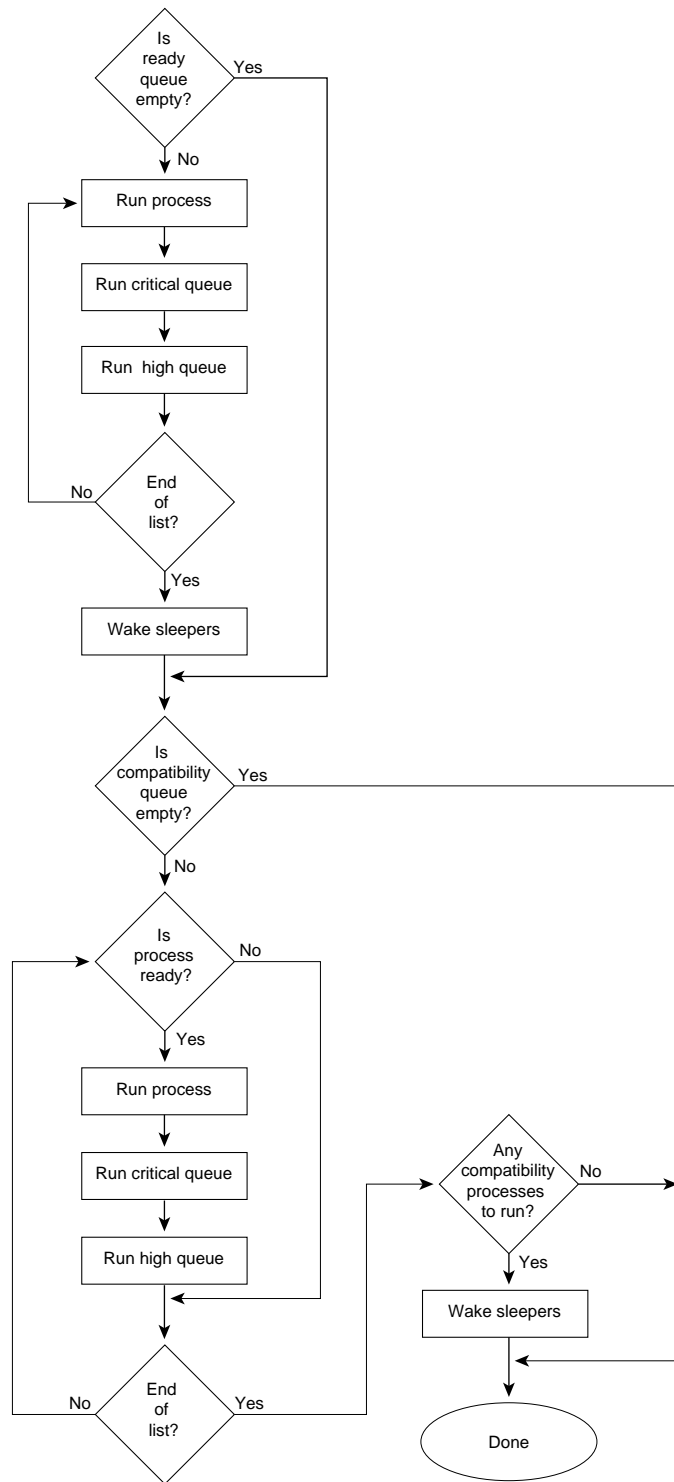 Is
ready
queue
empty?
Yes
No
Run process
Run critical queue
Run  high queue
End
of
list?
No
Yes
Wake sleepers
Is
compatibility
queue
empty?
Yes
No
Is
process
ready?
No
Yes
Run process
Run critical queue
Run high queue
End
of
list?
No
Yes
Any
compatibility
processes
to run?
No
Yes
Wake sleepers
Done